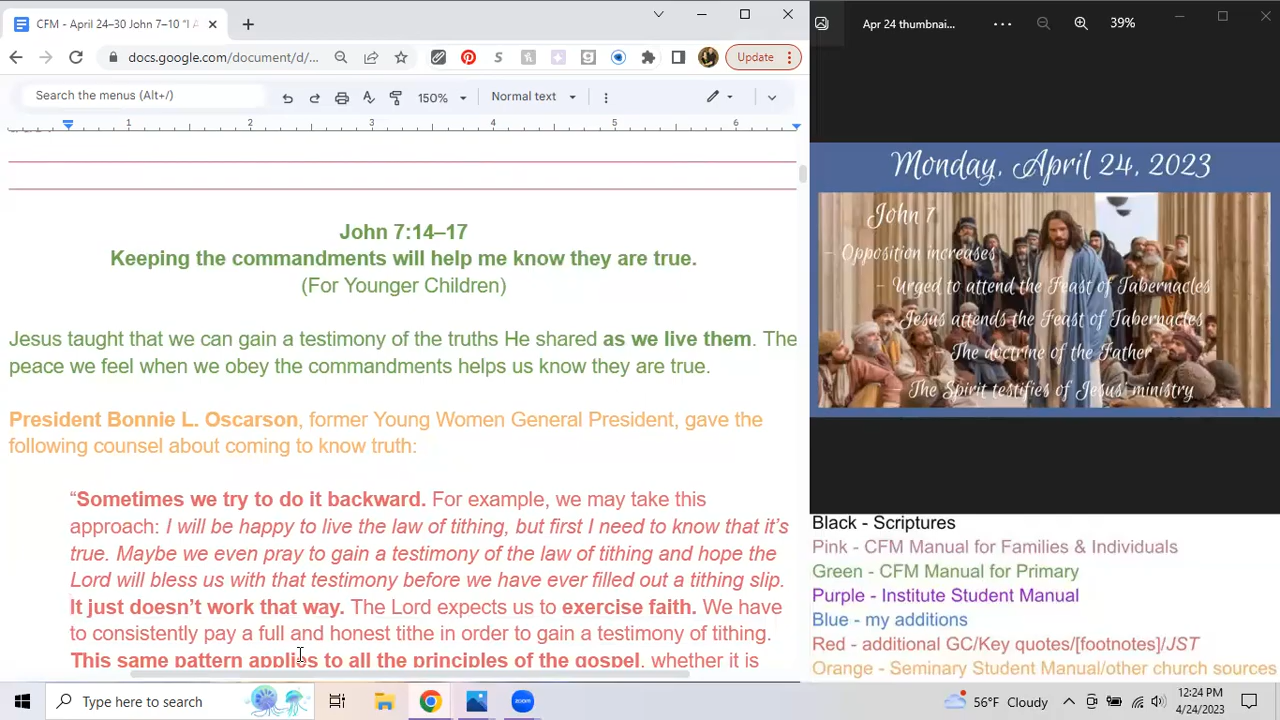 CFM - April 24–30 John 7–10 "I A
Apr 24 thumbnai...
39%
docs.google.com/document/d/...
Update
Search the menus (Alt+/)
150%
Normal text
1 2 3 4 5 6
John 7:14–17
Keeping the commandments will help me know they are true.
(For Younger Children)
Jesus taught that we can gain a testimony of the truths He shared as we live them. The
peace we feel when we obey the commandments helps us know they are true.
President Bonnie L. Oscarson, former Young Women General President, gave the
following counsel about coming to know truth:
“Sometimes we try to do it backward. For example, we may take this
approach: I will be happy to live the law of tithing, but first I need to know that it’s
true. Maybe we even pray to gain a testimony of the law of tithing and hope the
Lord will bless us with that testimony before we have ever filled out a tithing slip.
It just doesn’t work that way. The Lord expects us to exercise faith. We have
to consistently pay a full and honest tithe in order to gain a testimony of tithing.
This same pattern applies to all the principles of the gospel, whether it is
Monday, April 24, 2023
John 7
- Opposition increases
- Urged to attend the Feast of Tabernacles
Jesus attends the Feast of Tabernacles
- The doctrine of the Father
- The Spirit testifies of Jesus' ministry
Black - Scriptures
Pink - CFM Manual for Families & Individuals
Green - CFM Manual for Primary
Purple - Institute Student Manual
Blue - my additions
Red - additional GC/Key quotes/[footnotes]/JST
Orange - Seminary Student Manual/other church sources
Type here to search
56°F Cloudy
12:24 PM
4/24/2023